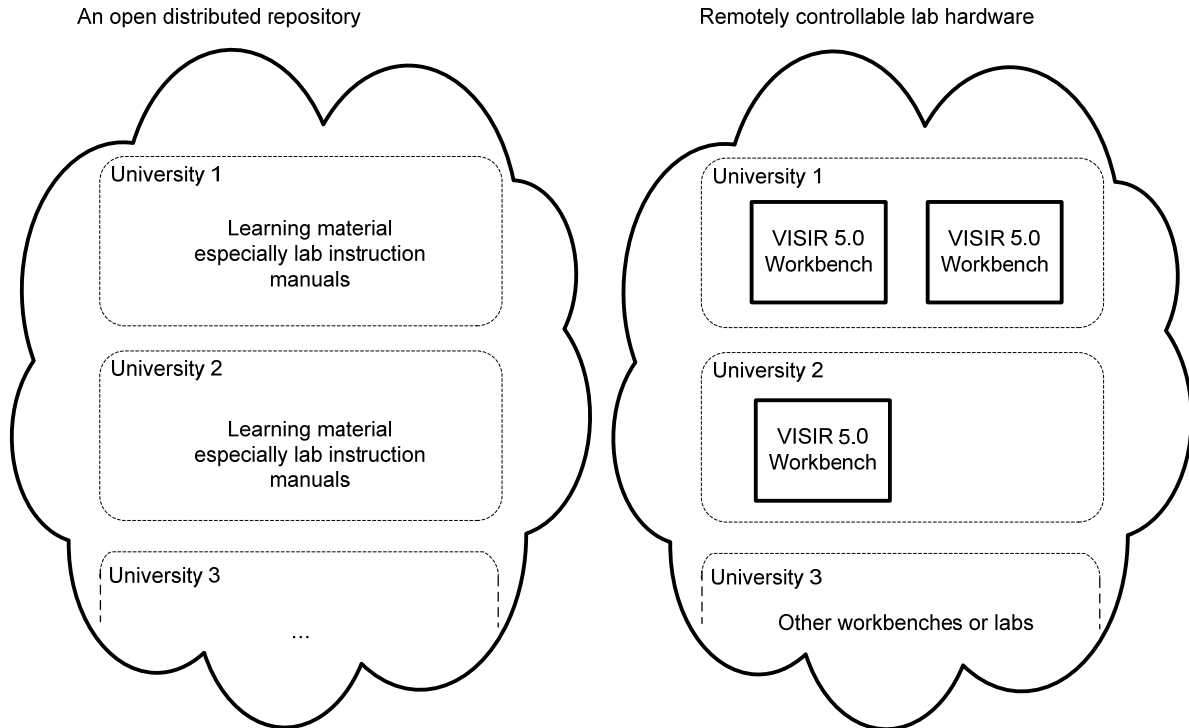 An open distributed repository
University 1
Learning material
especially lab instruction
manuals
University 2
Learning material
especially lab instruction
manuals
University 3
...
Remotely controllable lab hardware
University 1
VISIR 5.0
Workbench
VISIR 5.0
Workbench
University 2
VISIR 5.0
Workbench
University 3
Other workbenches or labs